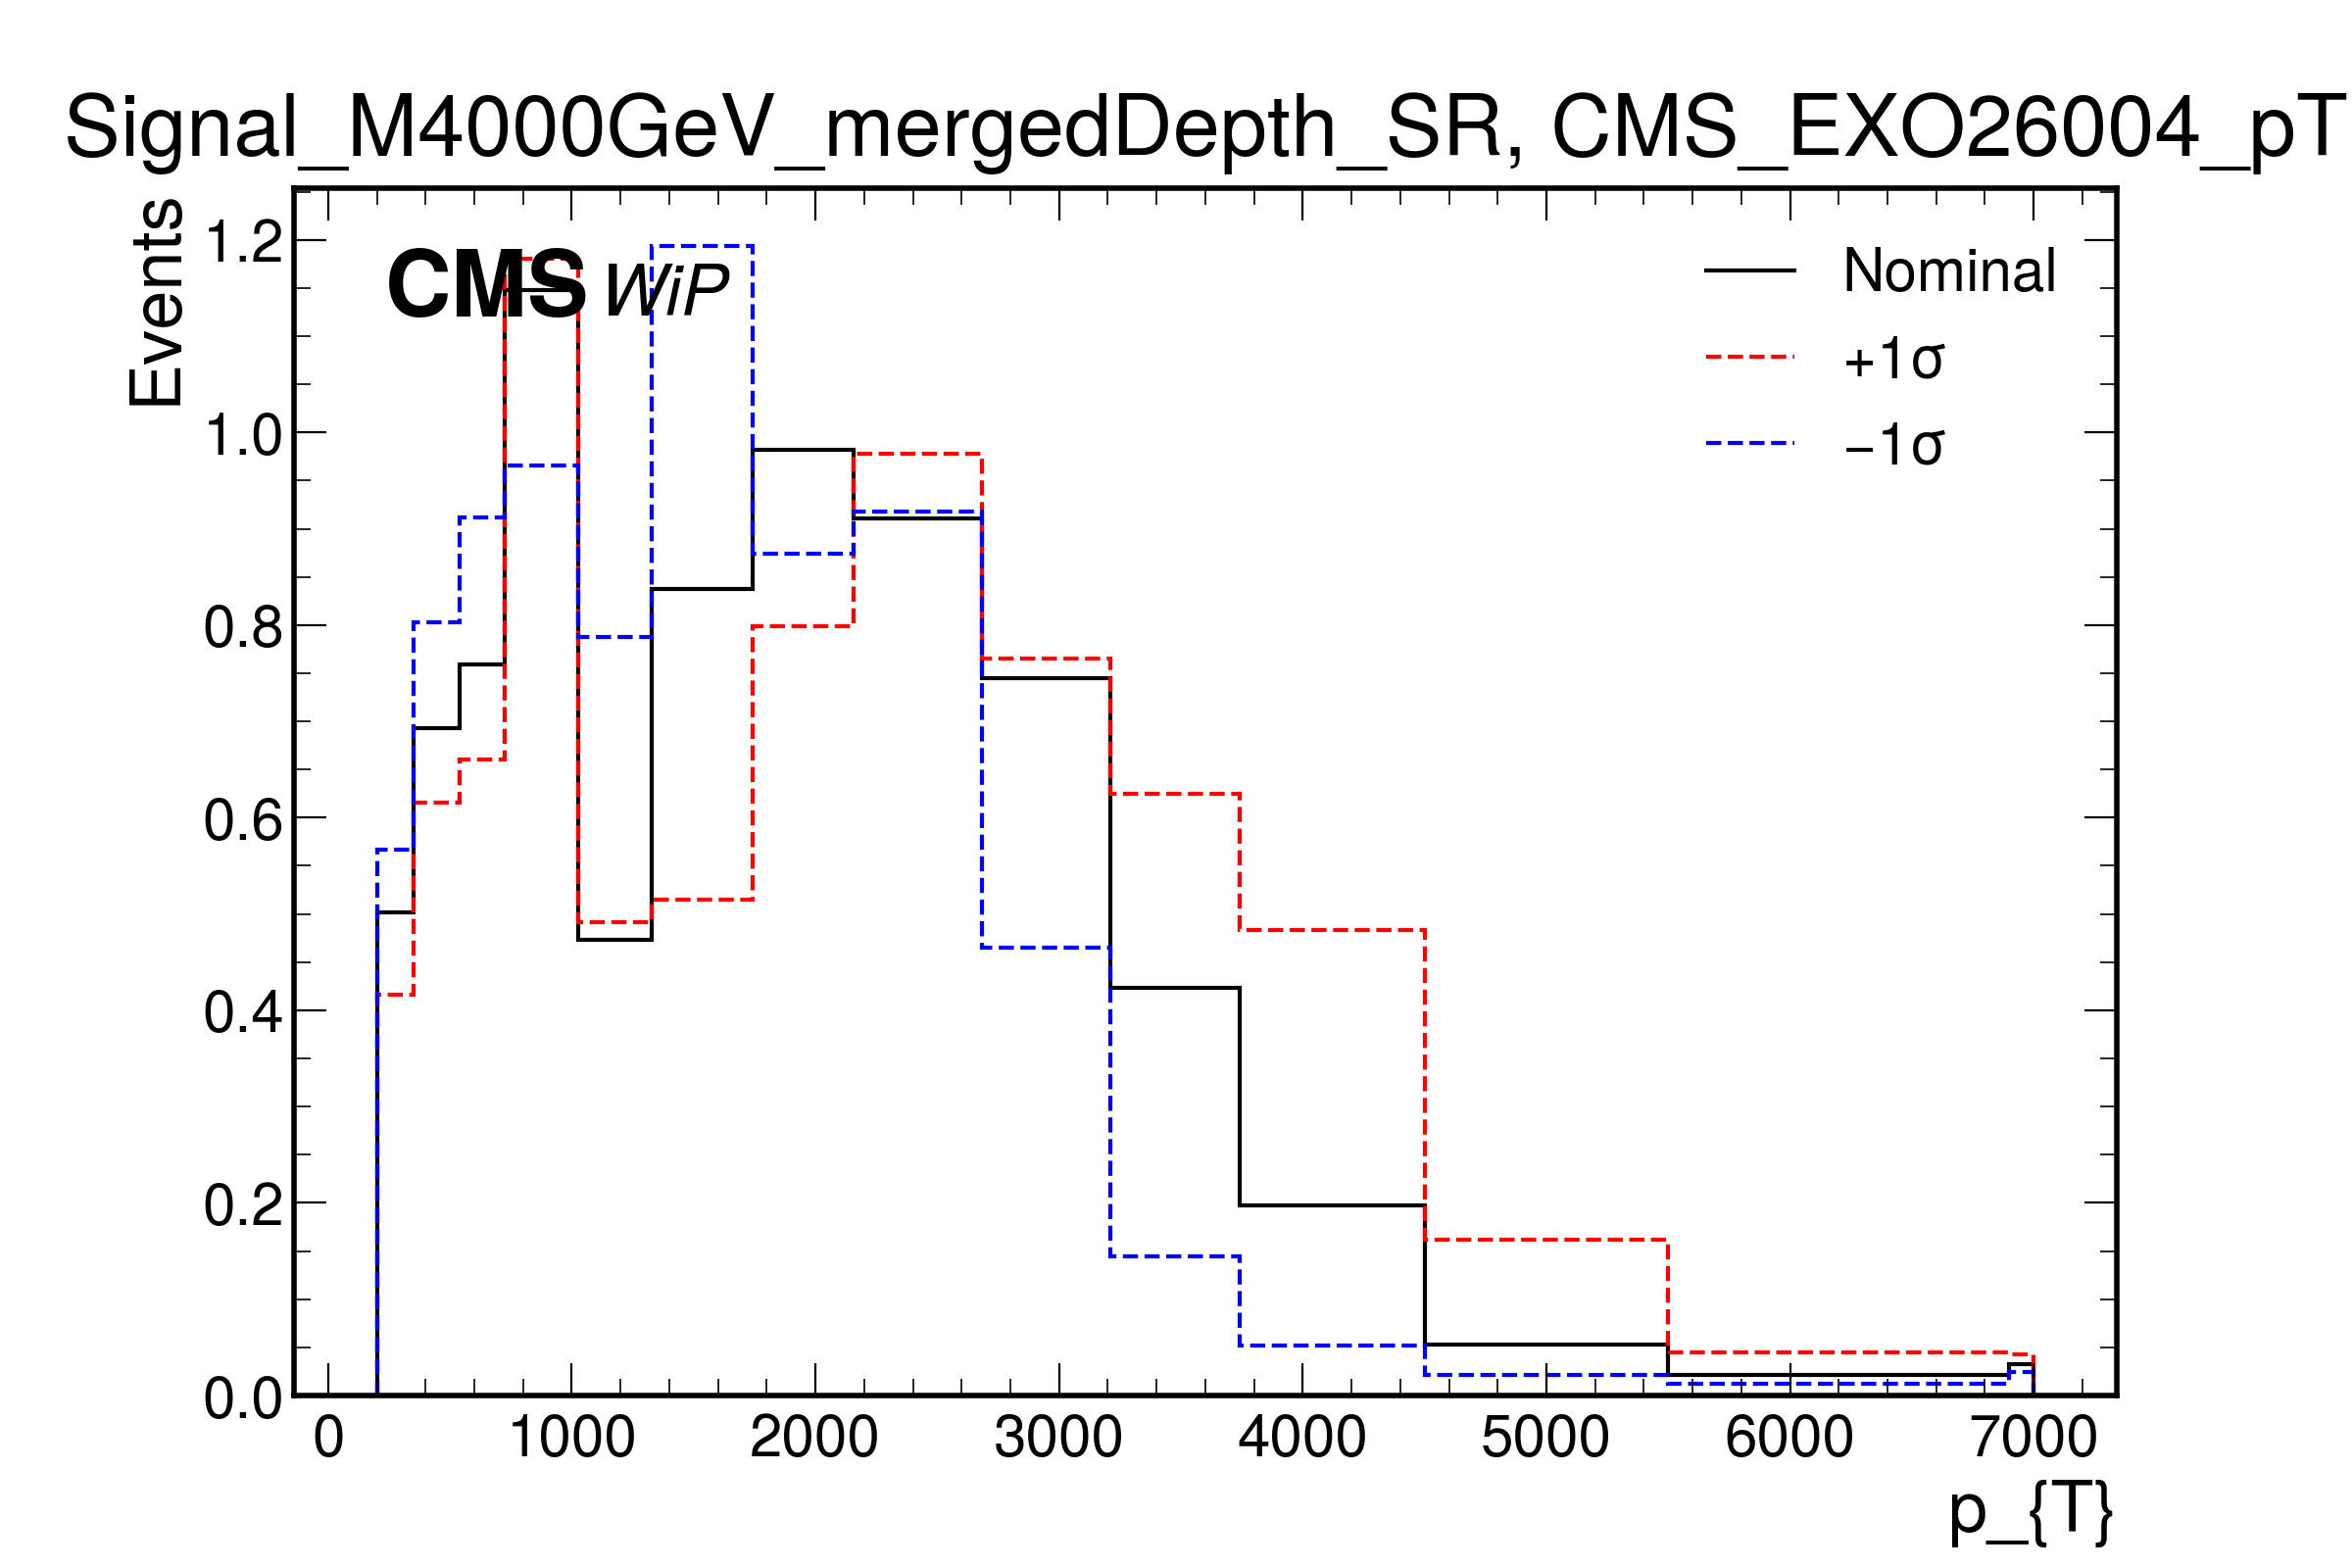 Signal_M4000GeV_mergedDepth_SR, CMS_EXO26004_pT
Events
CMS WiP
Nominal
+1σ
−1σ
1.2
1.0
0.8
0.6
0.4
0.2
0.0
0 1000 2000 3000 4000 5000 6000 7000
p_{T}